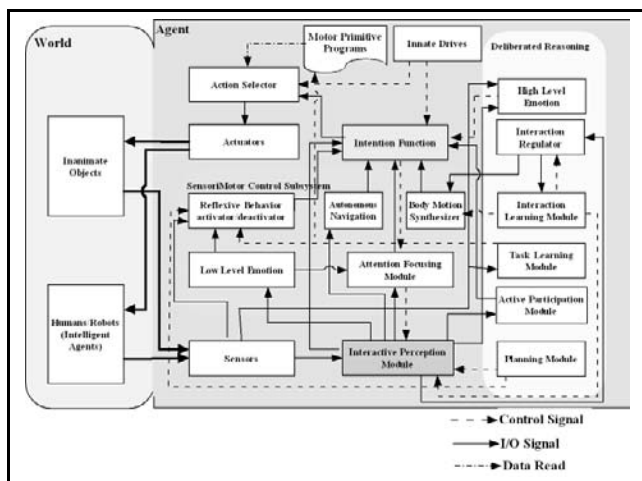 World
Agent
Motor Primitive
Programs
Innate Drives
Deliberated Reasoning
Action Selector
High Level
Emotion
Actuators
Intention Function
Interaction
Regulator
Inanimate
Objects
SensoriMotor Control Subsystem
Reflexive Behavior
activator/deactivator
Autonomous
Navigation
Body Motion
Synthesizer
Interaction
Learning Module
Low Level Emotion
Attention Focusing
Module
Task Learning
Module
Active Participation
Module
Humans/Robots
(Intelligent
Agents)
Sensors
Interactive Perception
Module
Planning Module
Control Signal
I/O Signal
Data Read